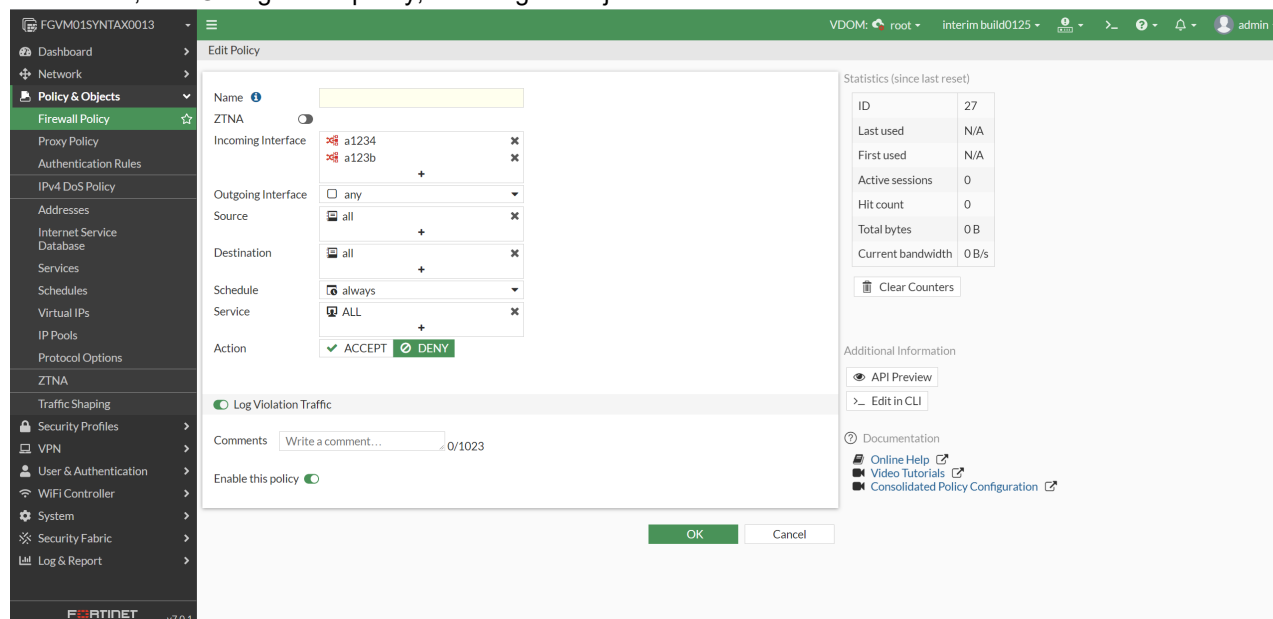 FGVM01SYNTAX0013
VDOM: root interim build0125 >_ admin
Dashboard
Network
Policy & Objects
Firewall Policy
Proxy Policy
Authentication Rules
IPv4 DoS Policy
Addresses
Internet Service
Database
Services
Schedules
Virtual IPs
IP Pools
Protocol Options
ZTNA
Traffic Shaping
Security Profiles
VPN
User & Authentication
WiFi Controller
System
Security Fabric
Log & Report
FORTINET
Edit Policy
Name
ZTNA
Incoming Interface a1234
a123b
+
Outgoing Interface any
Source all
+
Destination all
+
Schedule always
Service ALL
+
Action ACCEPT DENY
Log Violation Traffic
Comments Write a comment... 0/1023
Enable this policy
OK Cancel
Statistics (since last reset)
ID 27
Last used N/A
First used N/A
Active sessions 0
Hit count 0
Total bytes 0 B
Current bandwidth 0 B/s
Clear Counters
Additional Information
API Preview
>_ Edit in CLI
Documentation
Online Help
Video Tutorials
Consolidated Policy Configuration